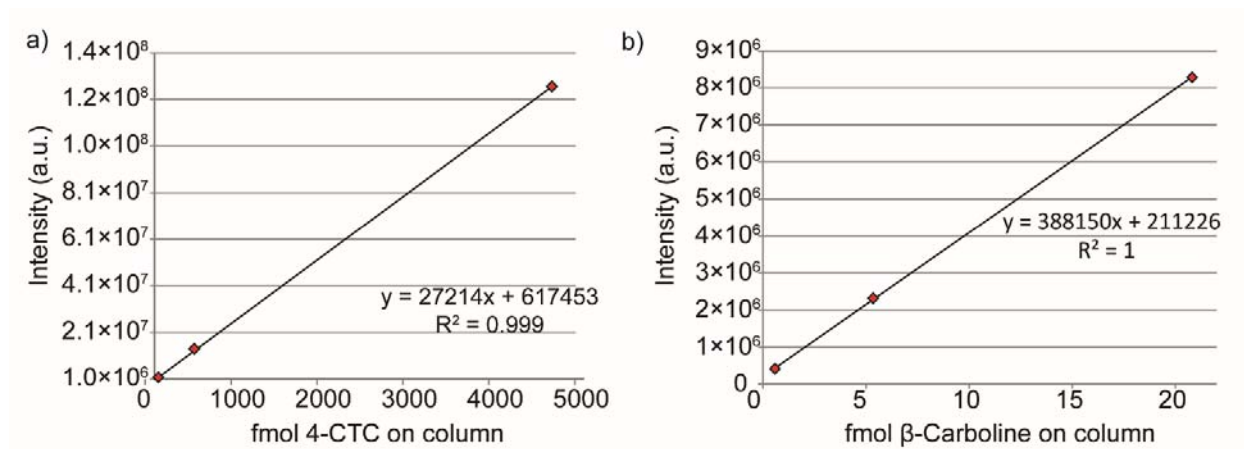 a)
1.4×10⁸
1.2×10⁸
1.0×10⁸
8.1×10⁷
6.1×10⁷
4.1×10⁷
2.1×10⁷
1.0×10⁶
Intensity (a.u.)
y = 27214x + 617453
R² = 0.999
0 1000 2000 3000 4000 5000
fmol 4-CTC on column
b)
9×10⁶
8×10⁶
7×10⁶
6×10⁶
5×10⁶
4×10⁶
3×10⁶
2×10⁶
1×10⁶
0
Intensity (a.u.)
y = 388150x + 211226
R² = 1
0 5 10 15 20
fmol β-Carboline on column